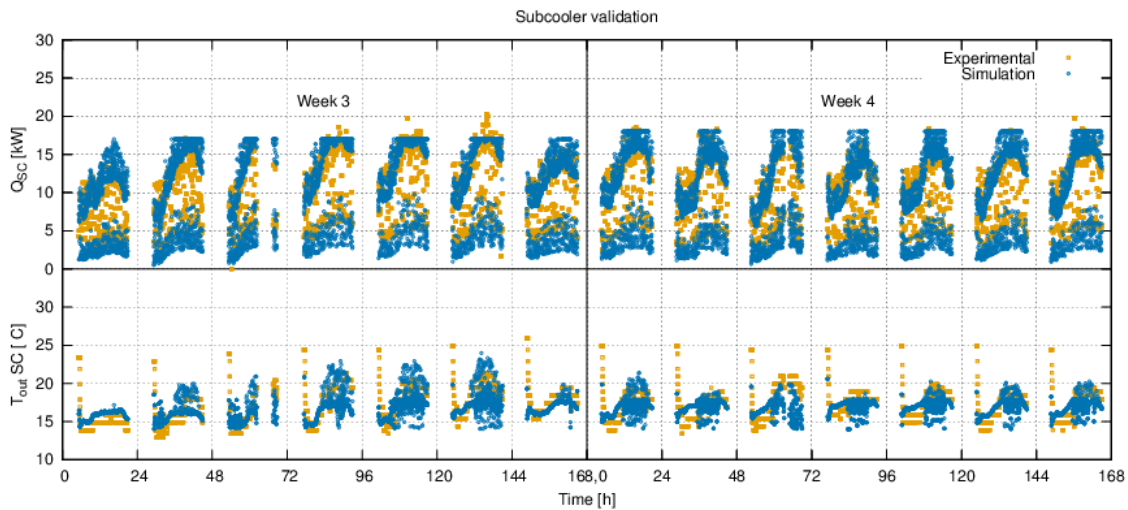 Subcooler validation
30
25
20
15
10
5
0
Q_SC [kW]
Week 3
Week 4
Experimental
Simulation
30
25
20
15
10
T_out SC [ C]
0 24 48 72 96 120 144 168,0 24 48 72 96 120 144 168
Time [h]